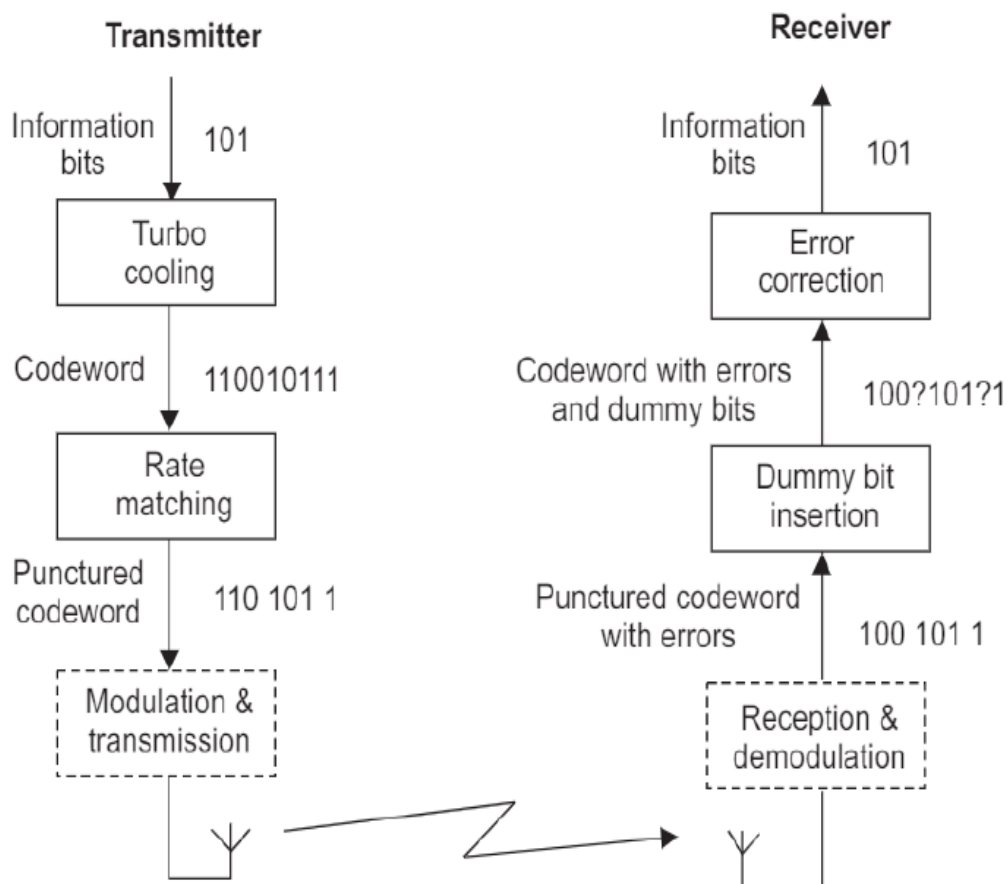 Transmitter
Information
bits
101
Turbo
cooling
Codeword
110010111
Rate
matching
Punctured
codeword
110 101 1
Modulation &
transmission
Receiver
Information
bits
101
Error
correction
Codeword with errors
and dummy bits
100?101?1
Dummy bit
insertion
Punctured codeword
with errors
100 101 1
Reception &
demodulation